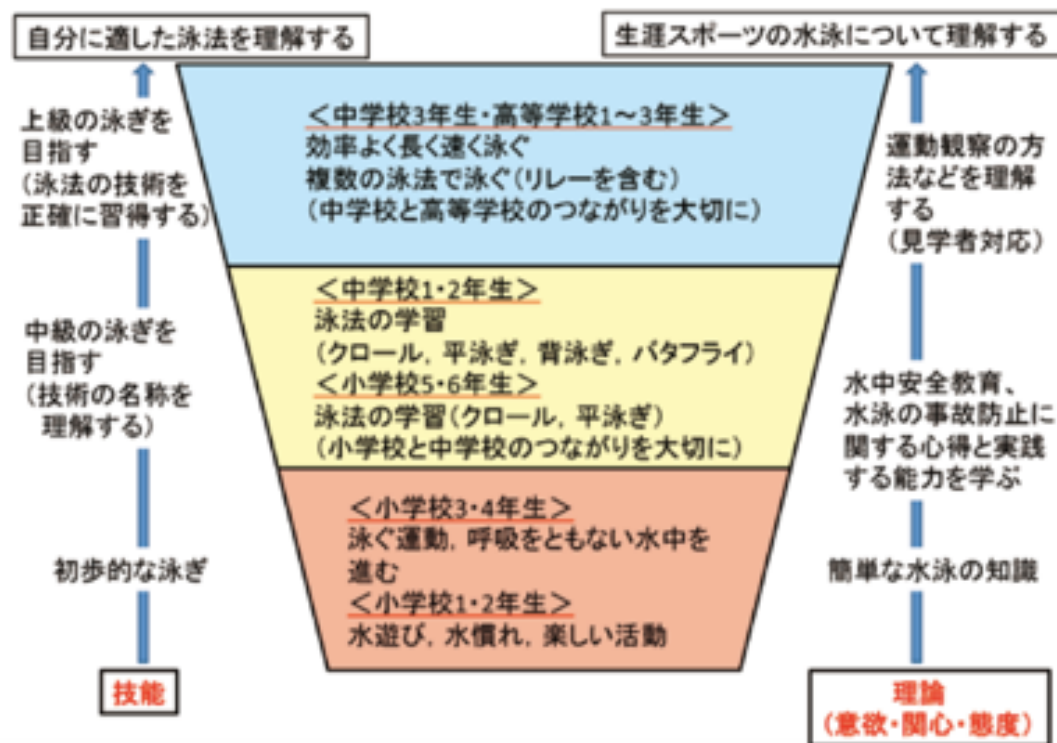 自分に適した泳法を理解する
生涯スポーツの水泳について理解する
上級の泳ぎを
目指す
(泳法の技術を
正確に習得する)
中級の泳ぎを
目指す
(技術の名称を
理解する)
初歩的な泳ぎ
技能
＜中学校3年生・高等学校1〜3年生＞
効率よく長く速く泳ぐ
複数の泳法で泳ぐ(リレーを含む)
(中学校と高等学校のつながりを大切に)
＜中学校1・2年生＞
泳法の学習
(クロール, 平泳ぎ, 背泳ぎ, バタフライ)
＜小学校5・6年生＞
泳法の学習(クロール, 平泳ぎ)
(小学校と中学校のつながりを大切に)
＜小学校3・4年生＞
泳ぐ運動, 呼吸をともない水中を
進む
＜小学校1・2年生＞
水遊び, 水慣れ, 楽しい活動
運動観察の方
法などを理解
する
(見学者対応)
水中安全教育、
水泳の事故防止に
関する心得と実践
する能力を学ぶ
簡単な水泳の知識
理論
(意欲・関心・態度)